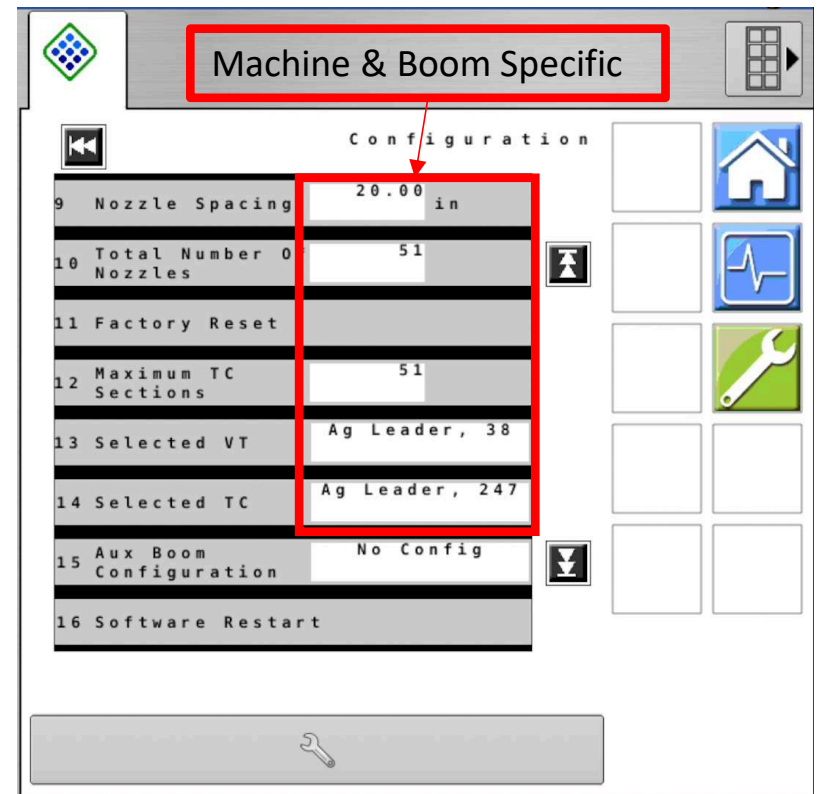 Machine & Boom Specific
Configuration
9 Nozzle Spacing 20.00 in
10 Total Number Of 51
Nozzles
11 Factory Reset
12 Maximum TC 51
Sections
13 Selected VT Ag Leader, 38
14 Selected TC Ag Leader, 247
15 Aux Boom No Config
Configuration
16 Software Restart